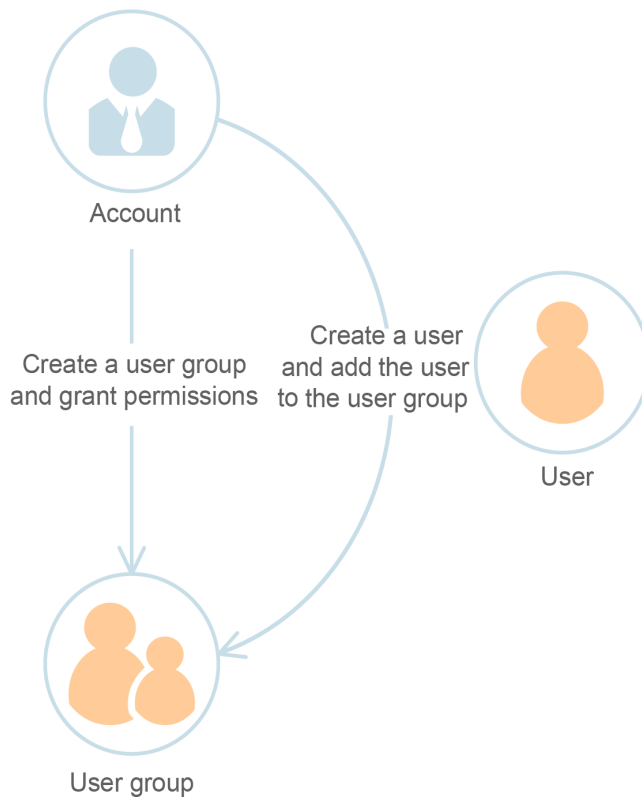 Account
Create a user group
and grant permissions
Create a user
and add the user
to the user group
User
User group